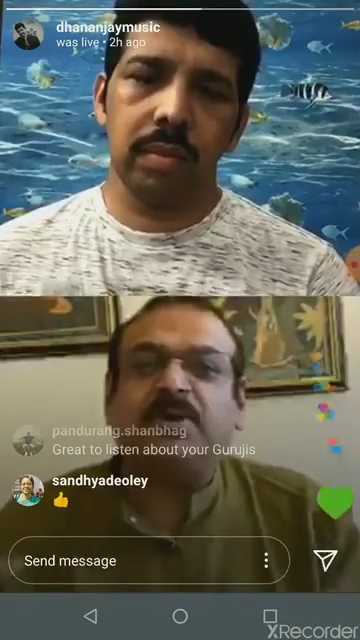 dhananjaymusic
was live • 2h ago
pandurang.shanbhag
Great to listen about your Gurujis
sandhyadeoley
👍
Send message
XRecorder